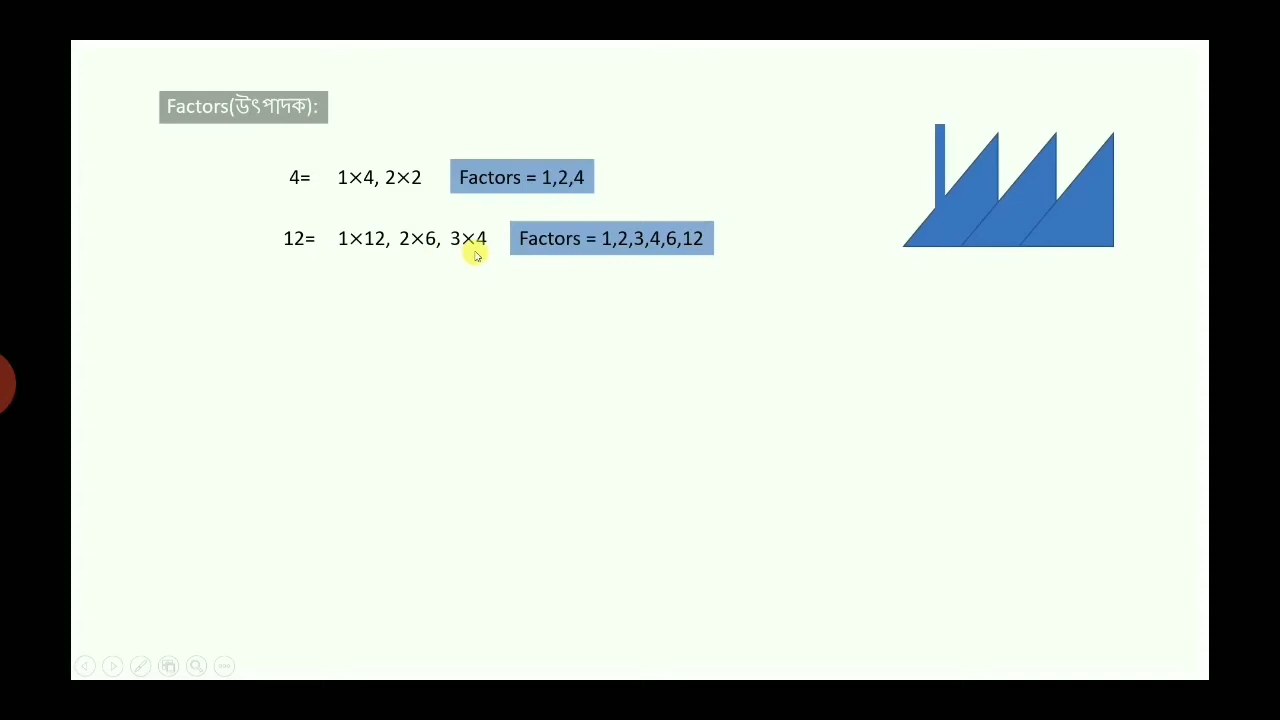 Factors(উৎপাদক):
4= 1×4, 2×2 Factors = 1,2,4
12= 1×12, 2×6, 3×4 Factors = 1,2,3,4,6,12